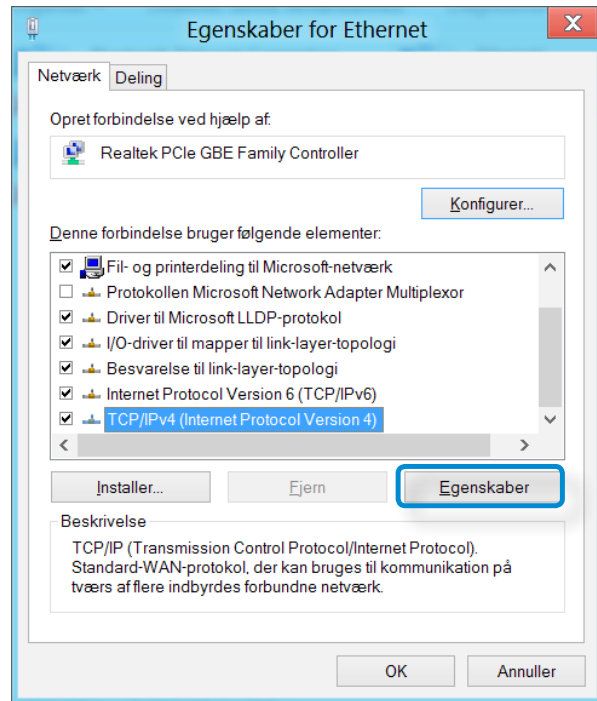 Egenskaber for Ethernet
X
Netværk Deling
Opret forbindelse ved hjælp af:
Realtek PCIe GBE Family Controller
Konfigurer...
Denne forbindelse bruger følgende elementer:
Fil- og printerdeling til Microsoft-netværk
Protokollen Microsoft Network Adapter Multiplexor
Driver til Microsoft LLDP-protokol
I/O-driver til mapper til link-layer-topologi
Besvarelse til link-layer-topologi
Internet Protocol Version 6 (TCP/IPv6)
TCP/IPv4 (Internet Protocol Version 4)
Installer... Fjern Egenskaber
Beskrivelse
TCP/IP (Transmission Control Protocol/Internet Protocol).
Standard-WAN-protokol, der kan bruges til kommunikation på
tværs af flere indbyrdes forbundne netværk.
OK Annuller